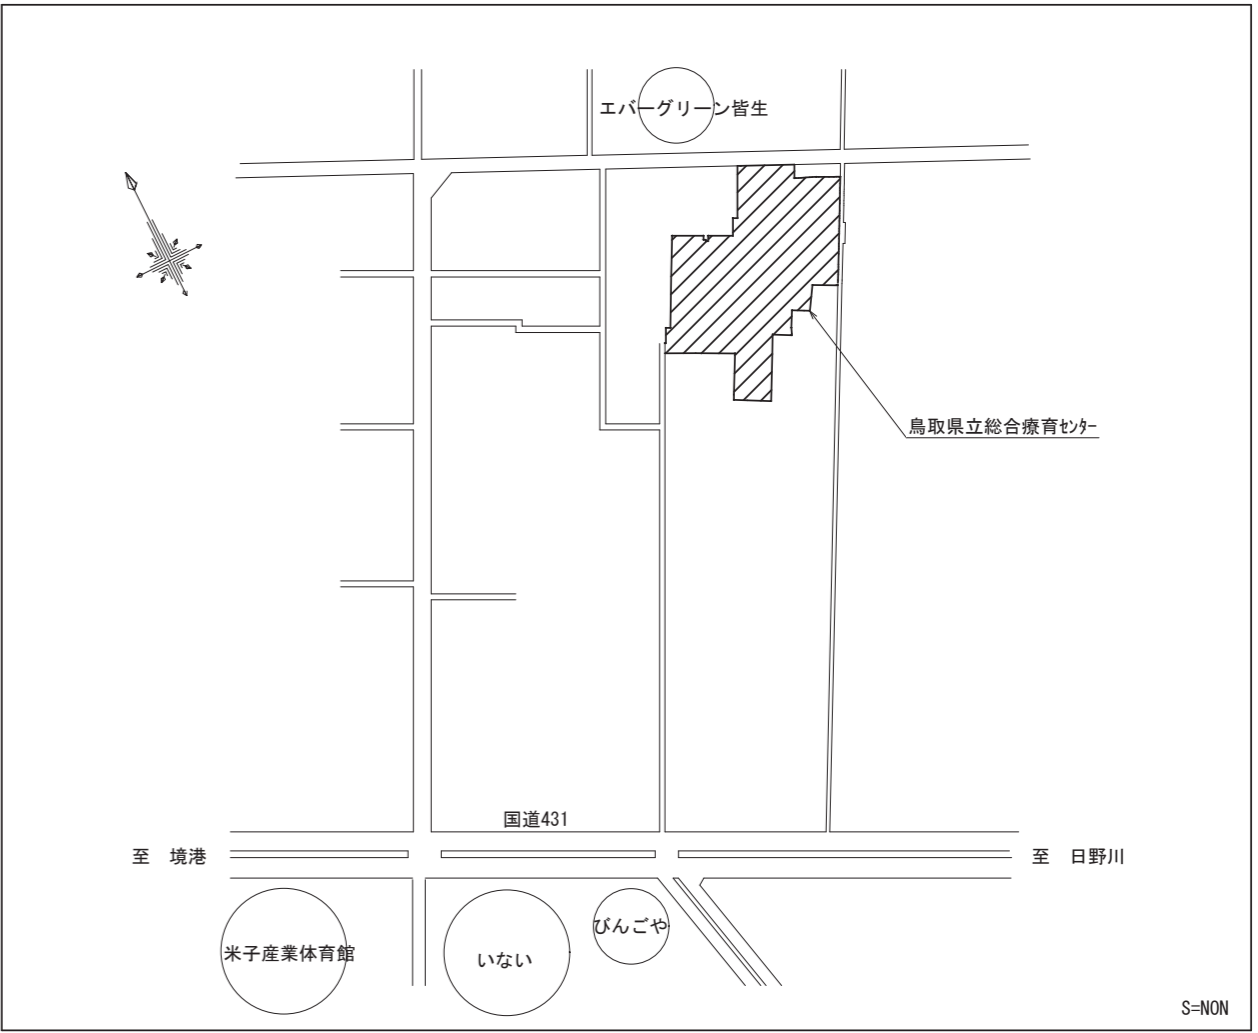 エバーグリーン皆生
鳥取県立総合療育ｾﾝﾀｰ
国道431
至　境港
至　日野川
米子産業体育館
いない
びんごや
S=NON